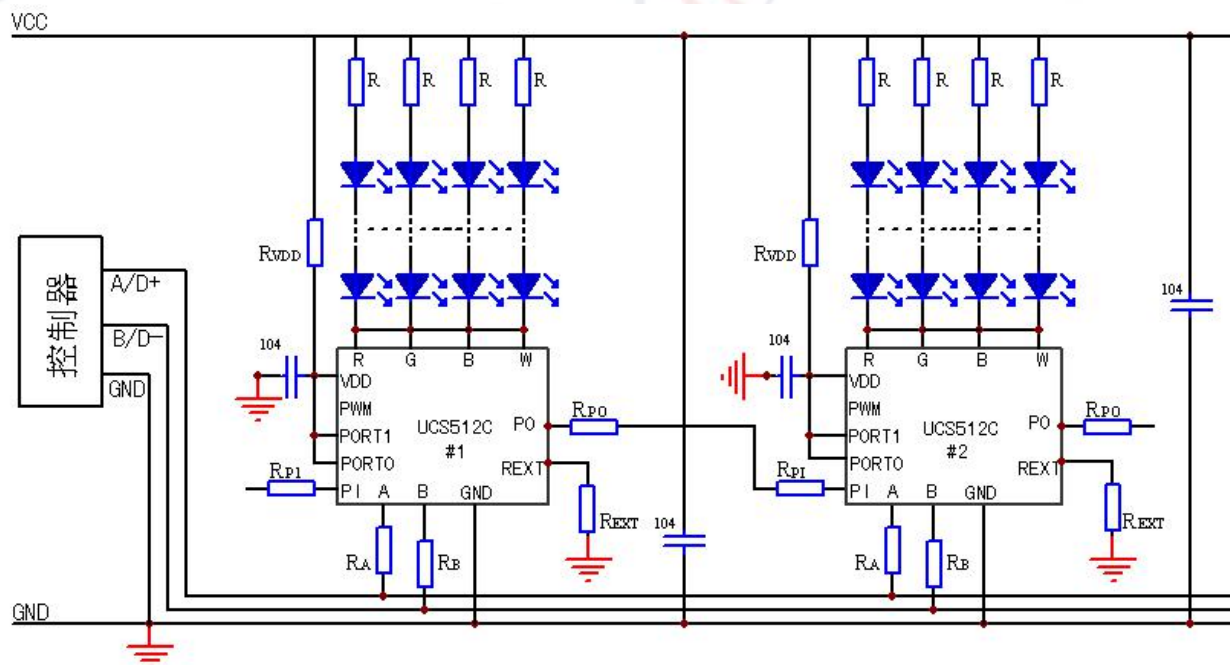 VCC
R R R R R R R R
RVDD RVDD
控制器
A/D+
B/D-
GND
104 104 104
R G B W R G B W
VDD VDD
PWM PWM
PORT1 PORT1
PORT0 PORT0
UCS512C UCS512C
#1 #2
PO RPO PO RPO
REXT REXT
RPI RPI
PI A B GND PI A B GND
REXT 104 REXT
RA RB RA RB
GND